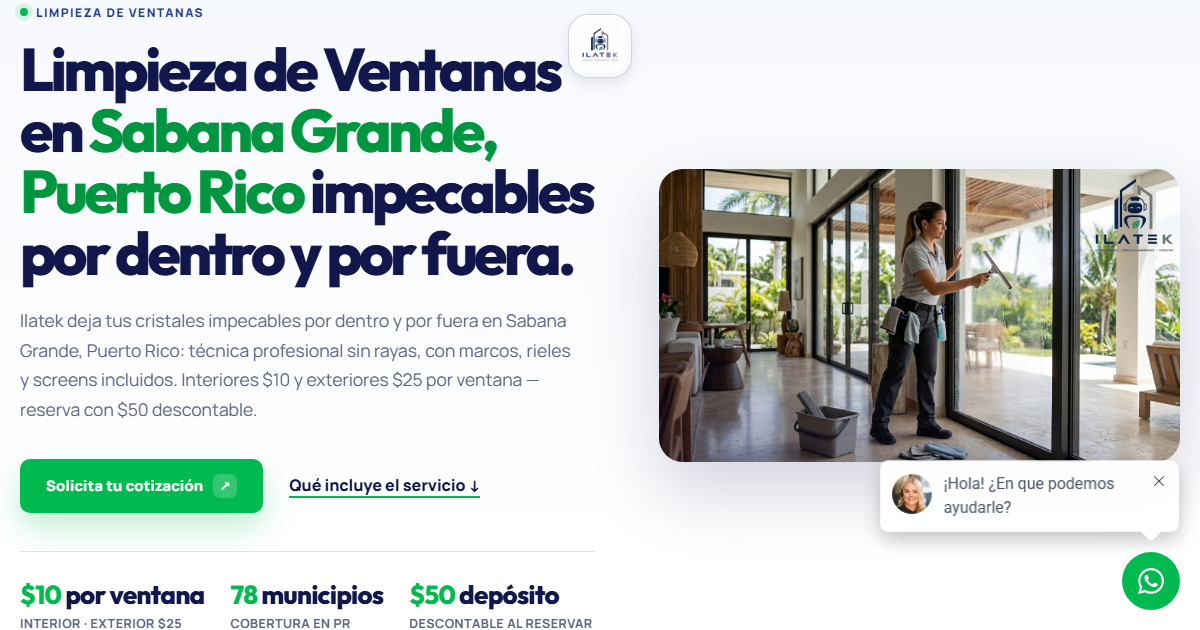 LIMPIEZA DE VENTANAS
ILATEK
Limpieza de Ventanas
en Sabana Grande,
Puerto Rico impecables
por dentro y por fuera.
Ilatek deja tus cristales impecables por dentro y por fuera en Sabana
Grande, Puerto Rico: técnica profesional sin rayas, con marcos, rieles
y screens incluidos. Interiores $10 y exteriores $25 por ventana —
reserva con $50 descontable.
Solicita tu cotización ↗
Qué incluye el servicio ↓
$10 por ventana
INTERIOR · EXTERIOR $25
78 municipios
COBERTURA EN PR
$50 depósito
DESCONTABLE AL RESERVAR
ILATEK
¡Hola! ¿En que podemos
ayudarle?